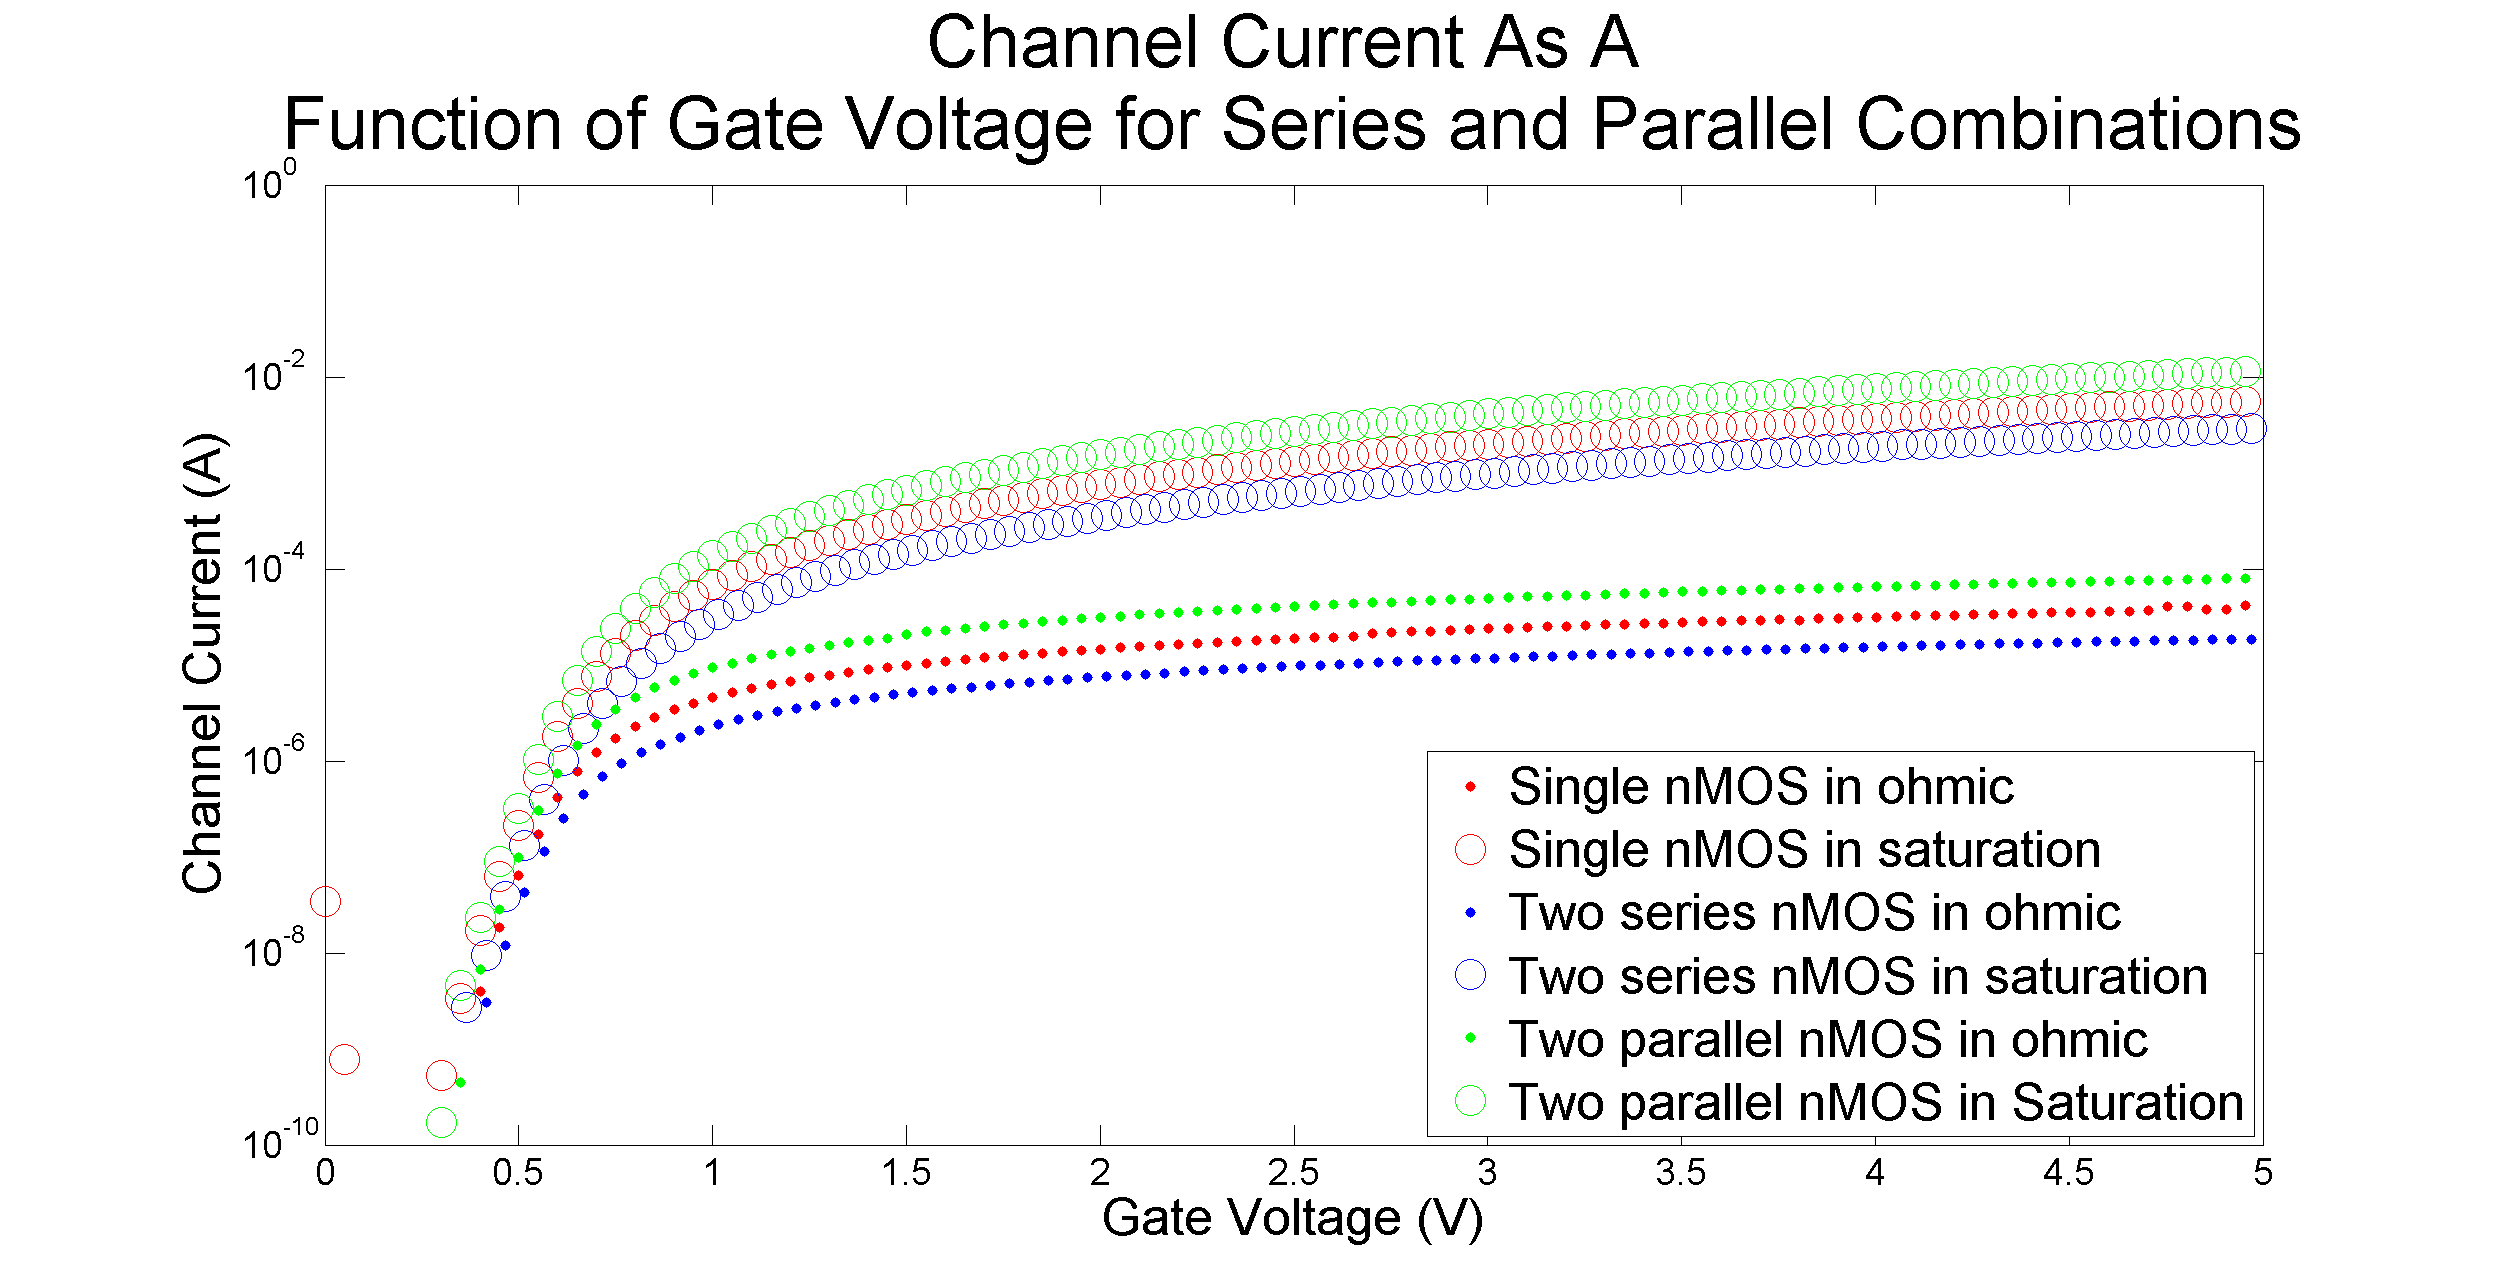 Channel Current As A
Function of Gate Voltage for Series and Parallel Combinations
10^0
10^-2
10^-4
10^-6
10^-8
10^-10
Channel Current (A)
Single nMOS in ohmic
Single nMOS in saturation
Two series nMOS in ohmic
Two series nMOS in saturation
Two parallel nMOS in ohmic
Two parallel nMOS in Saturation
0 0.5 1 1.5 2 2.5 3 3.5 4 4.5 5
Gate Voltage (V)